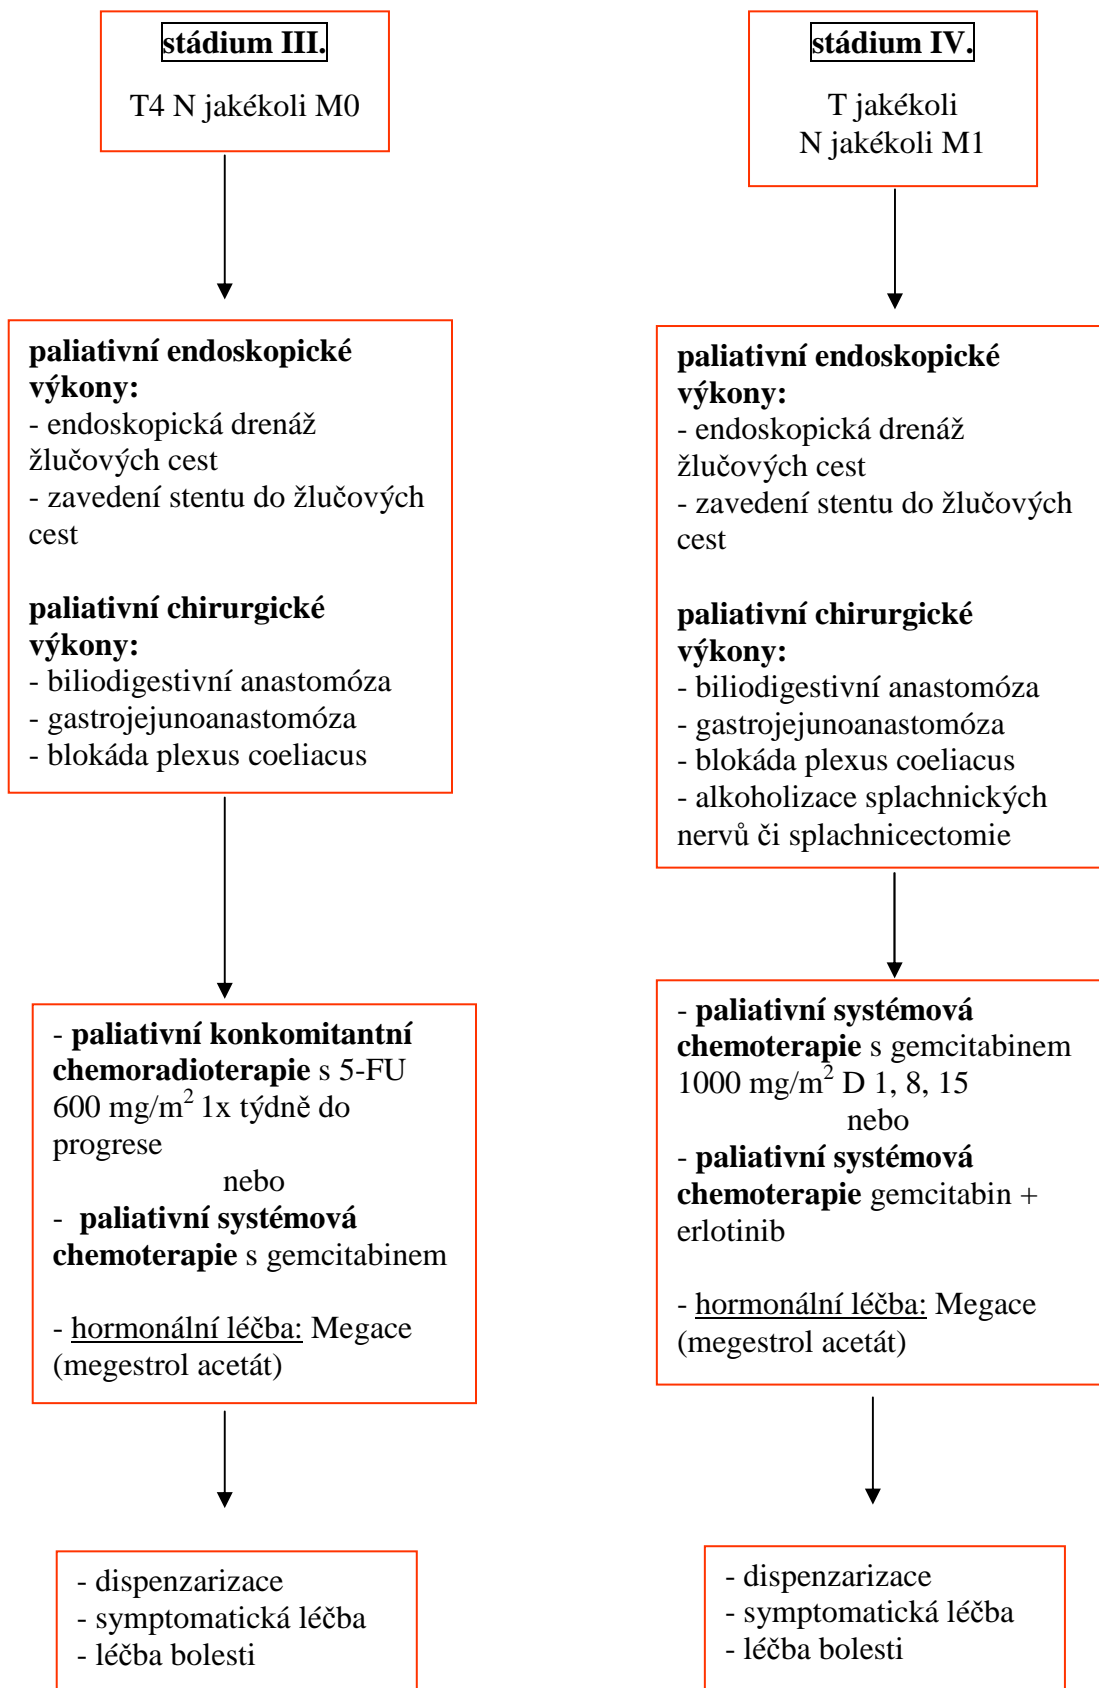 stádium III.
T4 N jakékoli M0
paliativní endoskopické
výkony:
- endoskopická drenáž
žlučových cest
- zavedení stentu do žlučových
cest
paliativní chirurgické
výkony:
- biliodigestivní anastomóza
- gastrojejunoanastomóza
- blokáda plexus coeliacus
- paliativní konkomitantní
chemoradioterapie s 5-FU
600 mg/m² 1x týdně do
progrese
nebo
- paliativní systémová
chemoterapie s gemcitabinem
- hormonální léčba: Megace
(megestrol acetát)
- dispenzarizace
- symptomatická léčba
- léčba bolesti
stádium IV.
T jakékoli
N jakékoli M1
paliativní endoskopické
výkony:
- endoskopická drenáž
žlučových cest
- zavedení stentu do žlučových
cest
paliativní chirurgické
výkony:
- biliodigestivní anastomóza
- gastrojejunoanastomóza
- blokáda plexus coeliacus
- alkoholizace splachnických
nervů či splachnicectomie
- paliativní systémová
chemoterapie s gemcitabinem
1000 mg/m² D 1, 8, 15
nebo
- paliativní systémová
chemoterapie gemcitabin +
erlotinib
- hormonální léčba: Megace
(megestrol acetát)
- dispenzarizace
- symptomatická léčba
- léčba bolesti